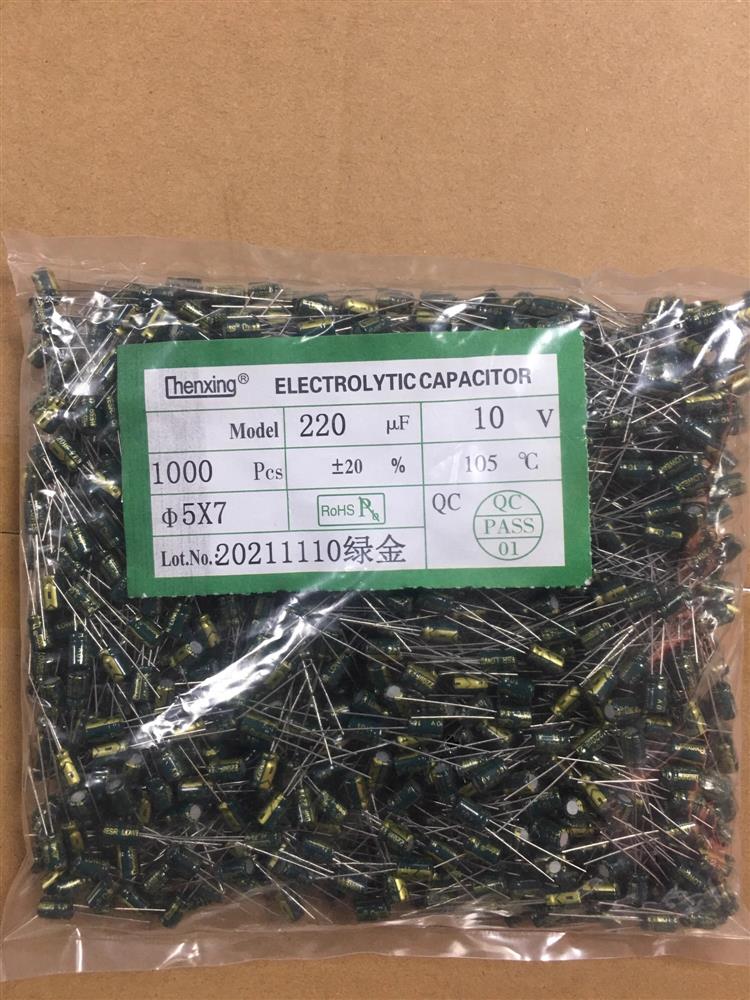 Chenxing® ELECTROLYTIC CAPACITOR
Model 220 μF 10 V
1000 Pcs ±20 % 105 ℃
Φ5X7 RoHS QC QC
PASS
01
Lot.No.:20211110绿金